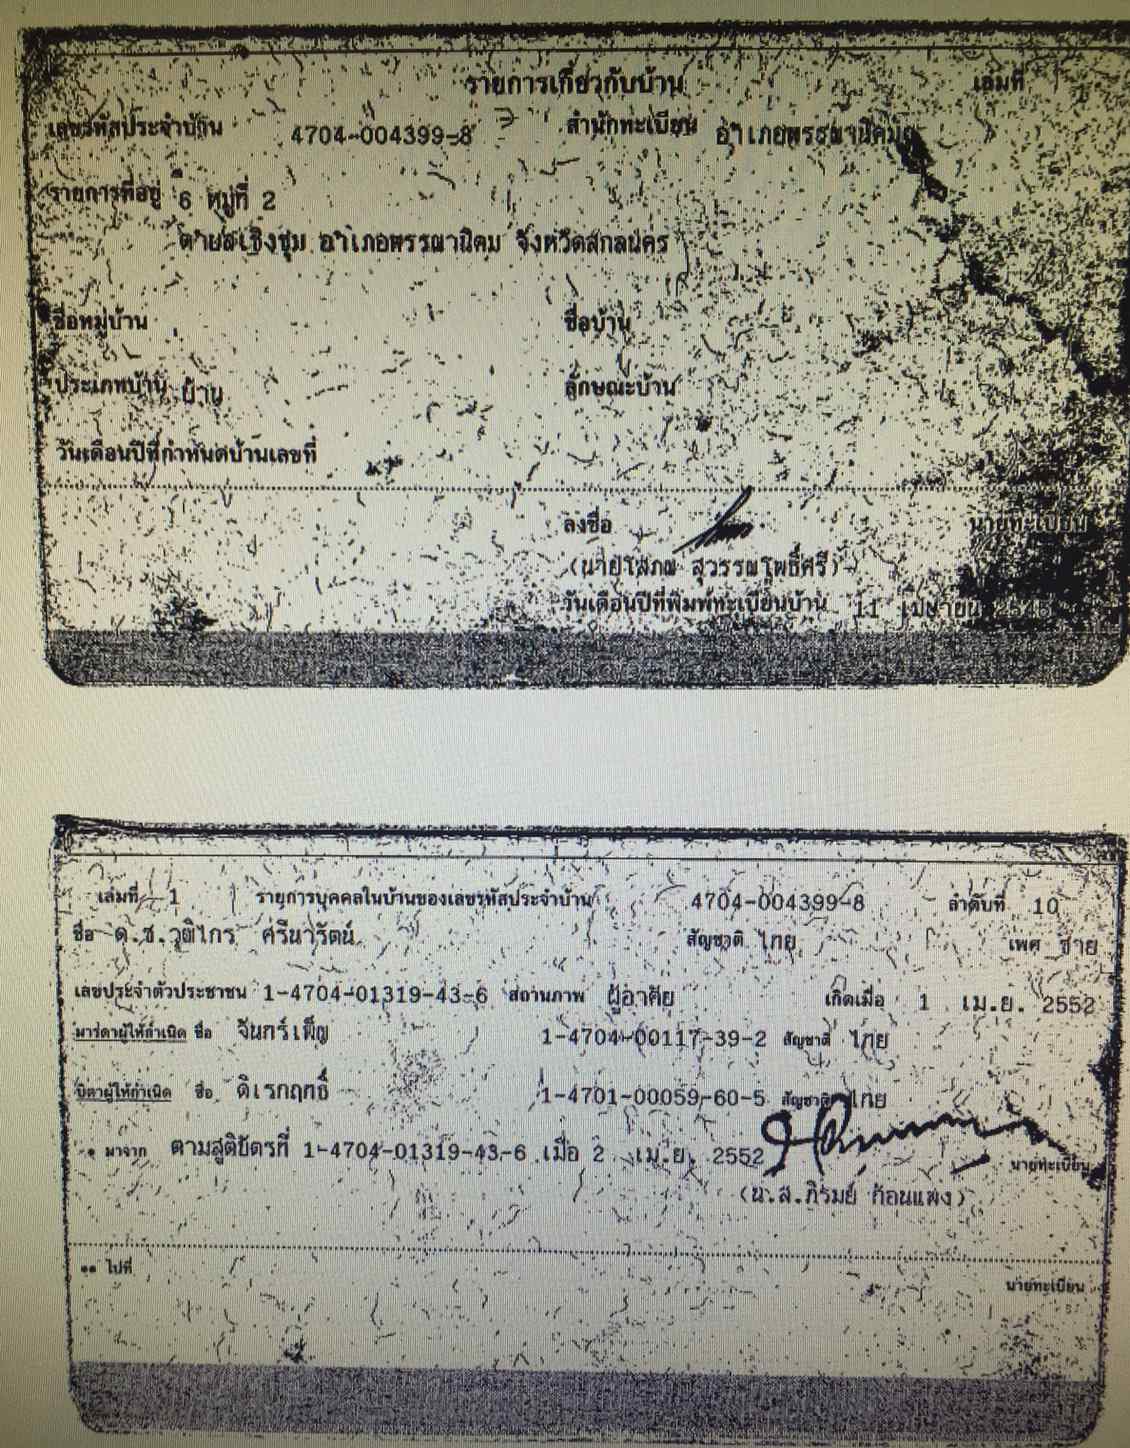 รายการเกี่ยวกับบ้าน เล่มที่
เลขรหัสประจำบ้าน 4704-004399-8 สำนักทะเบียน อำเภอพรรณานิคม
รายการที่อยู่ 6 หมู่ที่ 2
ตำบลเชิงชุม อำเภอพรรณานิคม จังหวัดสกลนคร
ชื่อหมู่บ้าน ชื่อบ้าน
ประเภทบ้าน บ้าน ลักษณะบ้าน
วันเดือนปีที่กำหนดบ้านเลขที่
ลงชื่อ นายทะเบียน
(นายโสภณ สุวรรณโพธิ์ศรี)
วันเดือนปีที่พิมพ์ทะเบียนบ้าน 11 เมษายน
เล่มที่ 1 รายการบุคคลในบ้านของเลขรหัสประจำบ้าน 4704-004399-8 ลำดับที่ 10
ชื่อ ด.ช.วุฒิไกร ศรีนารัตน์ สัญชาติ ไทย เพศ ชาย
เลขประจำตัวประชาชน 1-4704-01319-43-6 สถานภาพ ผู้อาศัย เกิดเมื่อ 1 เม.ย. 2552
มารดาผู้ให้กำเนิด ชื่อ จันทร์เพ็ญ 1-4704-00117-39-2 สัญชาติ ไทย
บิดาผู้ให้กำเนิด ชื่อ ดิเรกฤทธิ์ 1-4701-00059-60-5 สัญชาติ ไทย
* มาจาก ตามสูติบัตรที่ 1-4704-01319-43-6 เมื่อ 2 เม.ย. 2552 นายทะเบียน
(น.ส.ภิรมย์ ก้อนแพง)
** ไปที่
นายทะเบียน